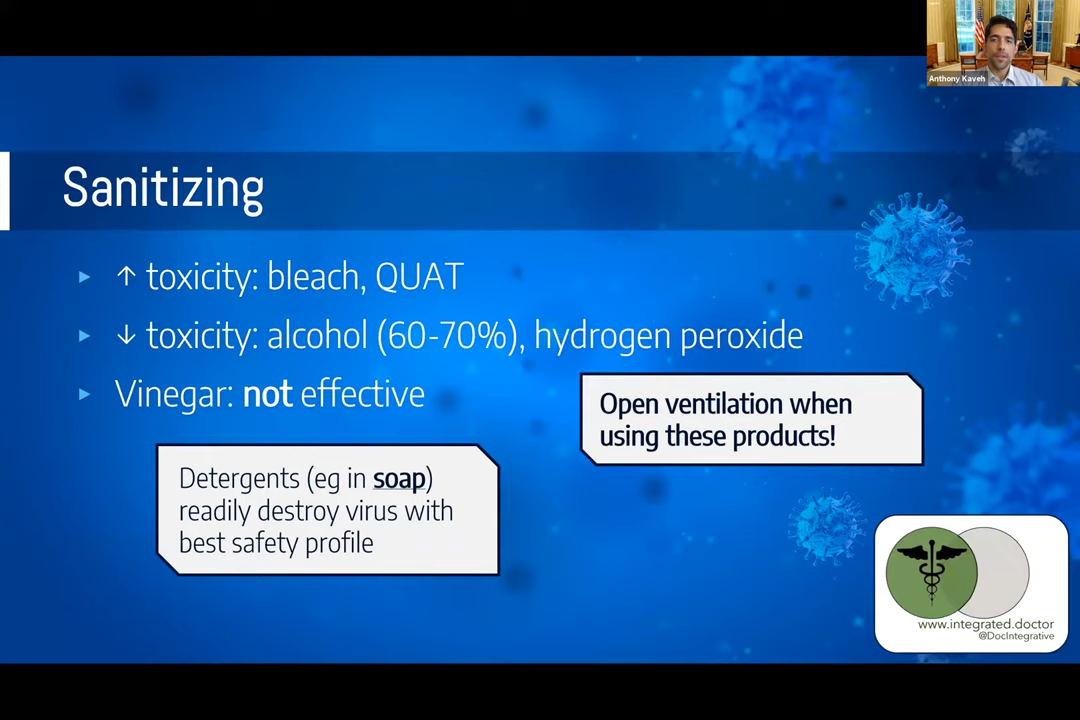 Anthony Kaveh
Sanitizing
↑ toxicity: bleach, QUAT
↓ toxicity: alcohol (60-70%), hydrogen peroxide
Vinegar: not effective
Open ventilation when
using these products!
Detergents (eg in soap)
readily destroy virus with
best safety profile
www.integrated.doctor
@DocIntegrative